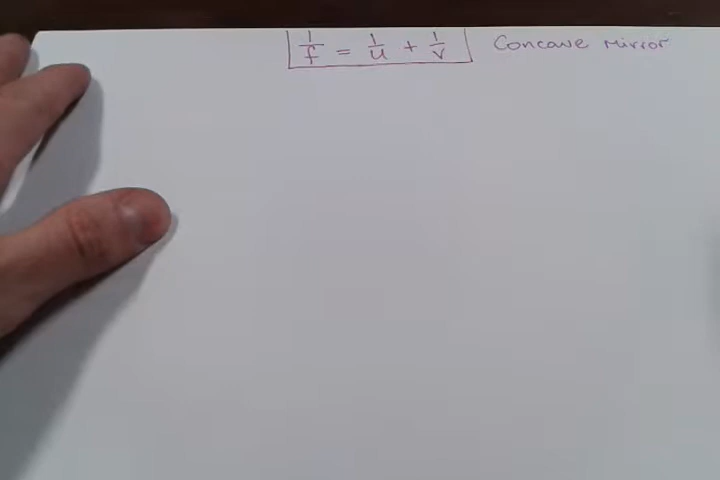 1/f = 1/u + 1/v Concave Mirror